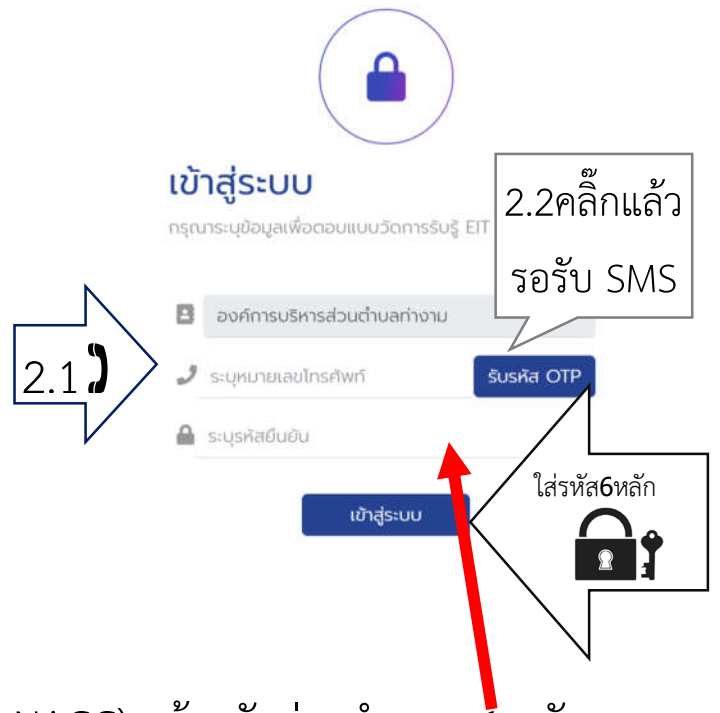 เข้าสู่ระบบ
กรุณาระบุข้อมูลเพื่อตอบแบบวัดการรับรู้ EIT
2.2คลิ๊กแล้ว
รอรับ SMS
องค์การบริหารส่วนตำบลท่างาม
2.1
ระบุหมายเลขโทรศัพท์
รับรหัส OTP
ระบุรหัสยืนยัน
ใส่รหัส6หลัก
เข้าสู่ระบบ